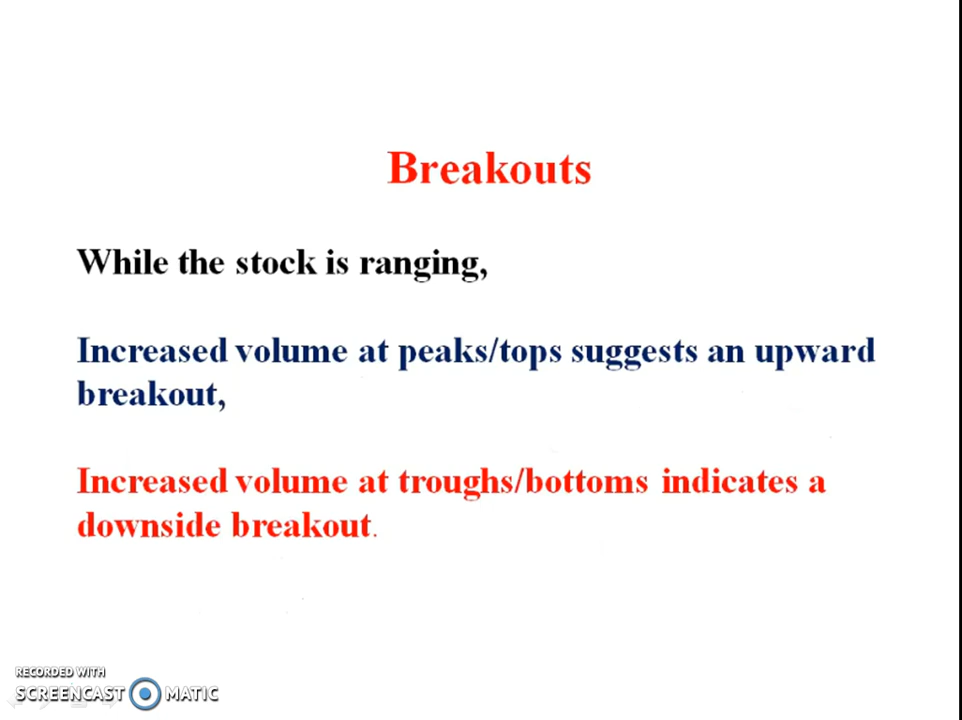 Breakouts
While the stock is ranging,
Increased volume at peaks/tops suggests an upward
breakout,
Increased volume at troughs/bottoms indicates a
downside breakout.
RECORDED WITH
SCREENCAST MATIC